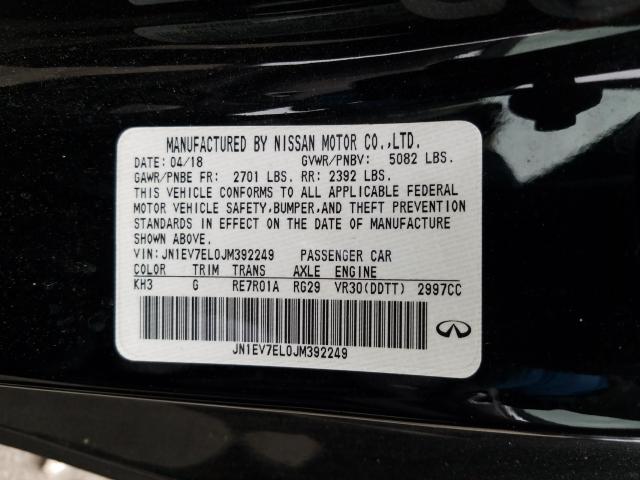 MANUFACTURED BY NISSAN MOTOR CO.,LTD.
DATE: 04/18 GVWR/PNBV: 5082 LBS.
GAWR/PNBE FR: 2701 LBS. RR: 2392 LBS.
THIS VEHICLE CONFORMS TO ALL APPLICABLE FEDERAL
MOTOR VEHICLE SAFETY,BUMPER,AND THEFT PREVENTION
STANDARDS IN EFFECT ON THE DATE OF MANUFACTURE
SHOWN ABOVE.
VIN: JN1EV7EL0JM392249 PASSENGER CAR
COLOR TRIM TRANS AXLE ENGINE
KH3 G RE7R01A RG29 VR30(DDTT) 2997CC
JN1EV7EL0JM392249